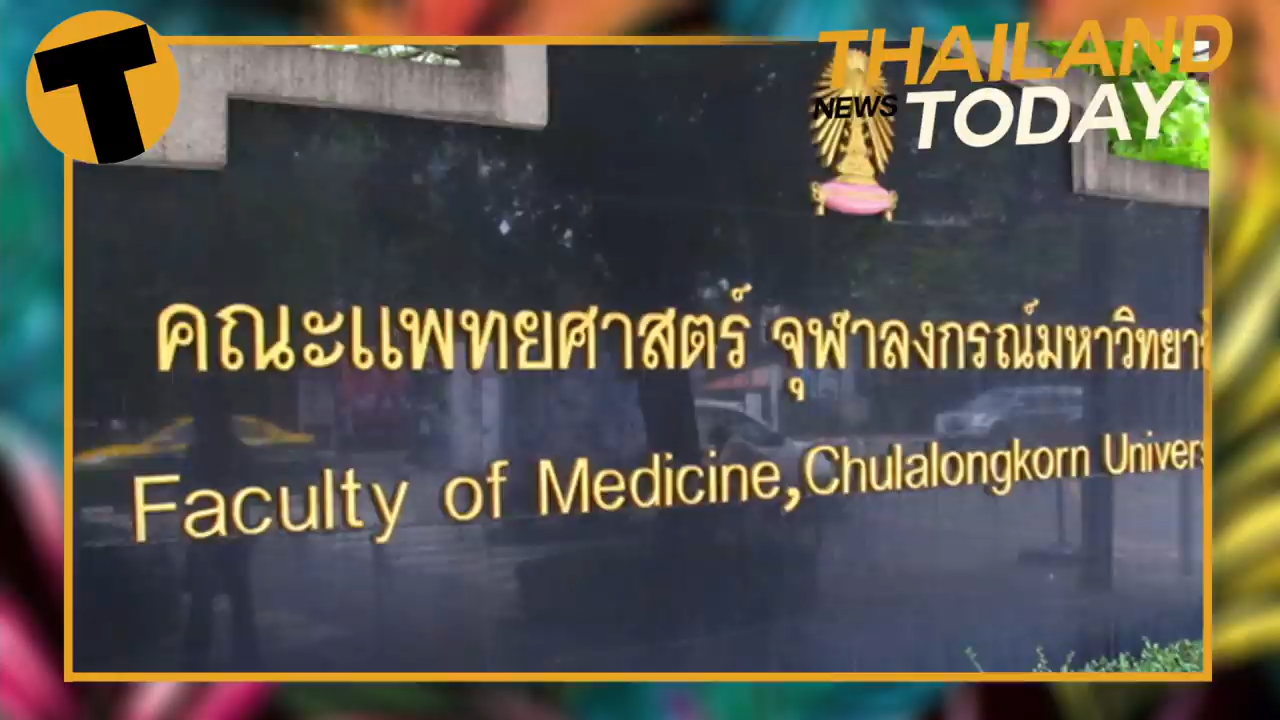 T
THAILAND
NEWS TODAY
คณะแพทยศาสตร์ จุฬาลงกรณ์มหาวิทยา
Faculty of Medicine, Chulalongkorn Univers